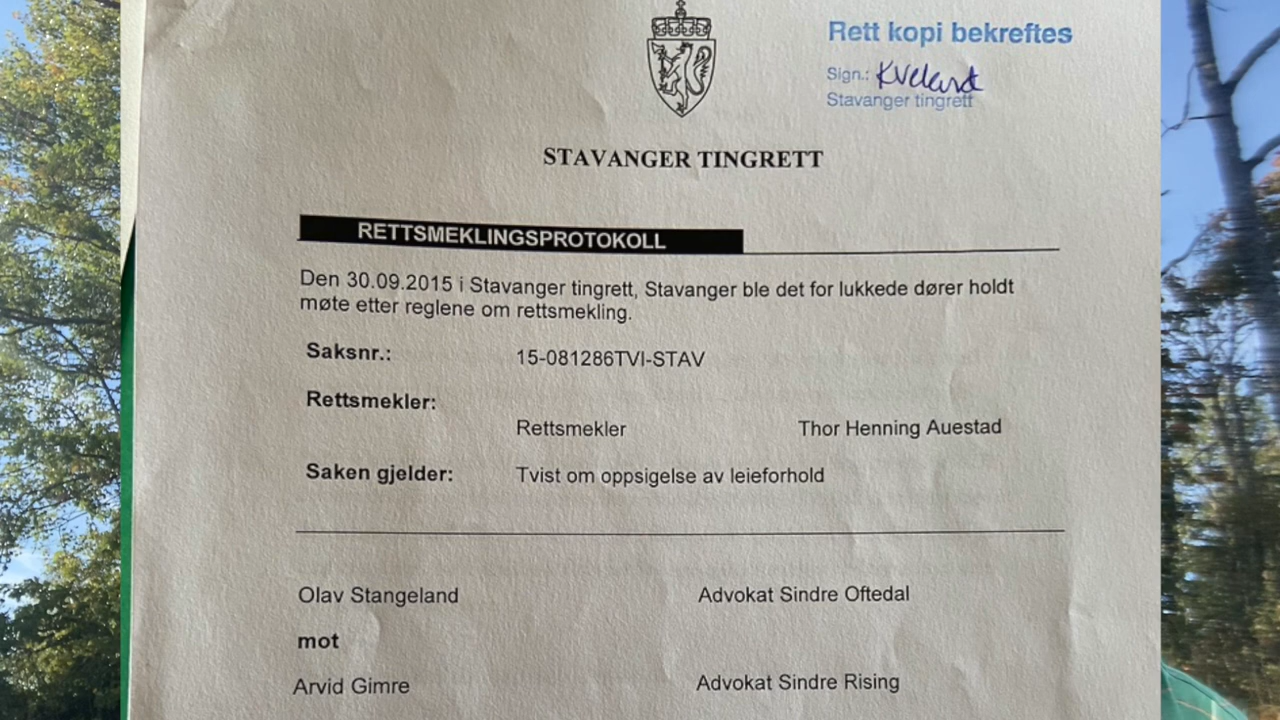 Rett kopi bekreftes
Sign.: KVeland
Stavanger tingrett
STAVANGER TINGRETT
RETTSMEKLINGSPROTOKOLL
Den 30.09.2015 i Stavanger tingrett, Stavanger ble det for lukkede dører holdt
møte etter reglene om rettsmekling.
Saksnr.: 15-081286TVI-STAV
Rettsmekler:
Rettsmekler Thor Henning Auestad
Saken gjelder: Tvist om oppsigelse av leieforhold
Olav Stangeland Advokat Sindre Oftedal
mot
Arvid Gimre Advokat Sindre Rising